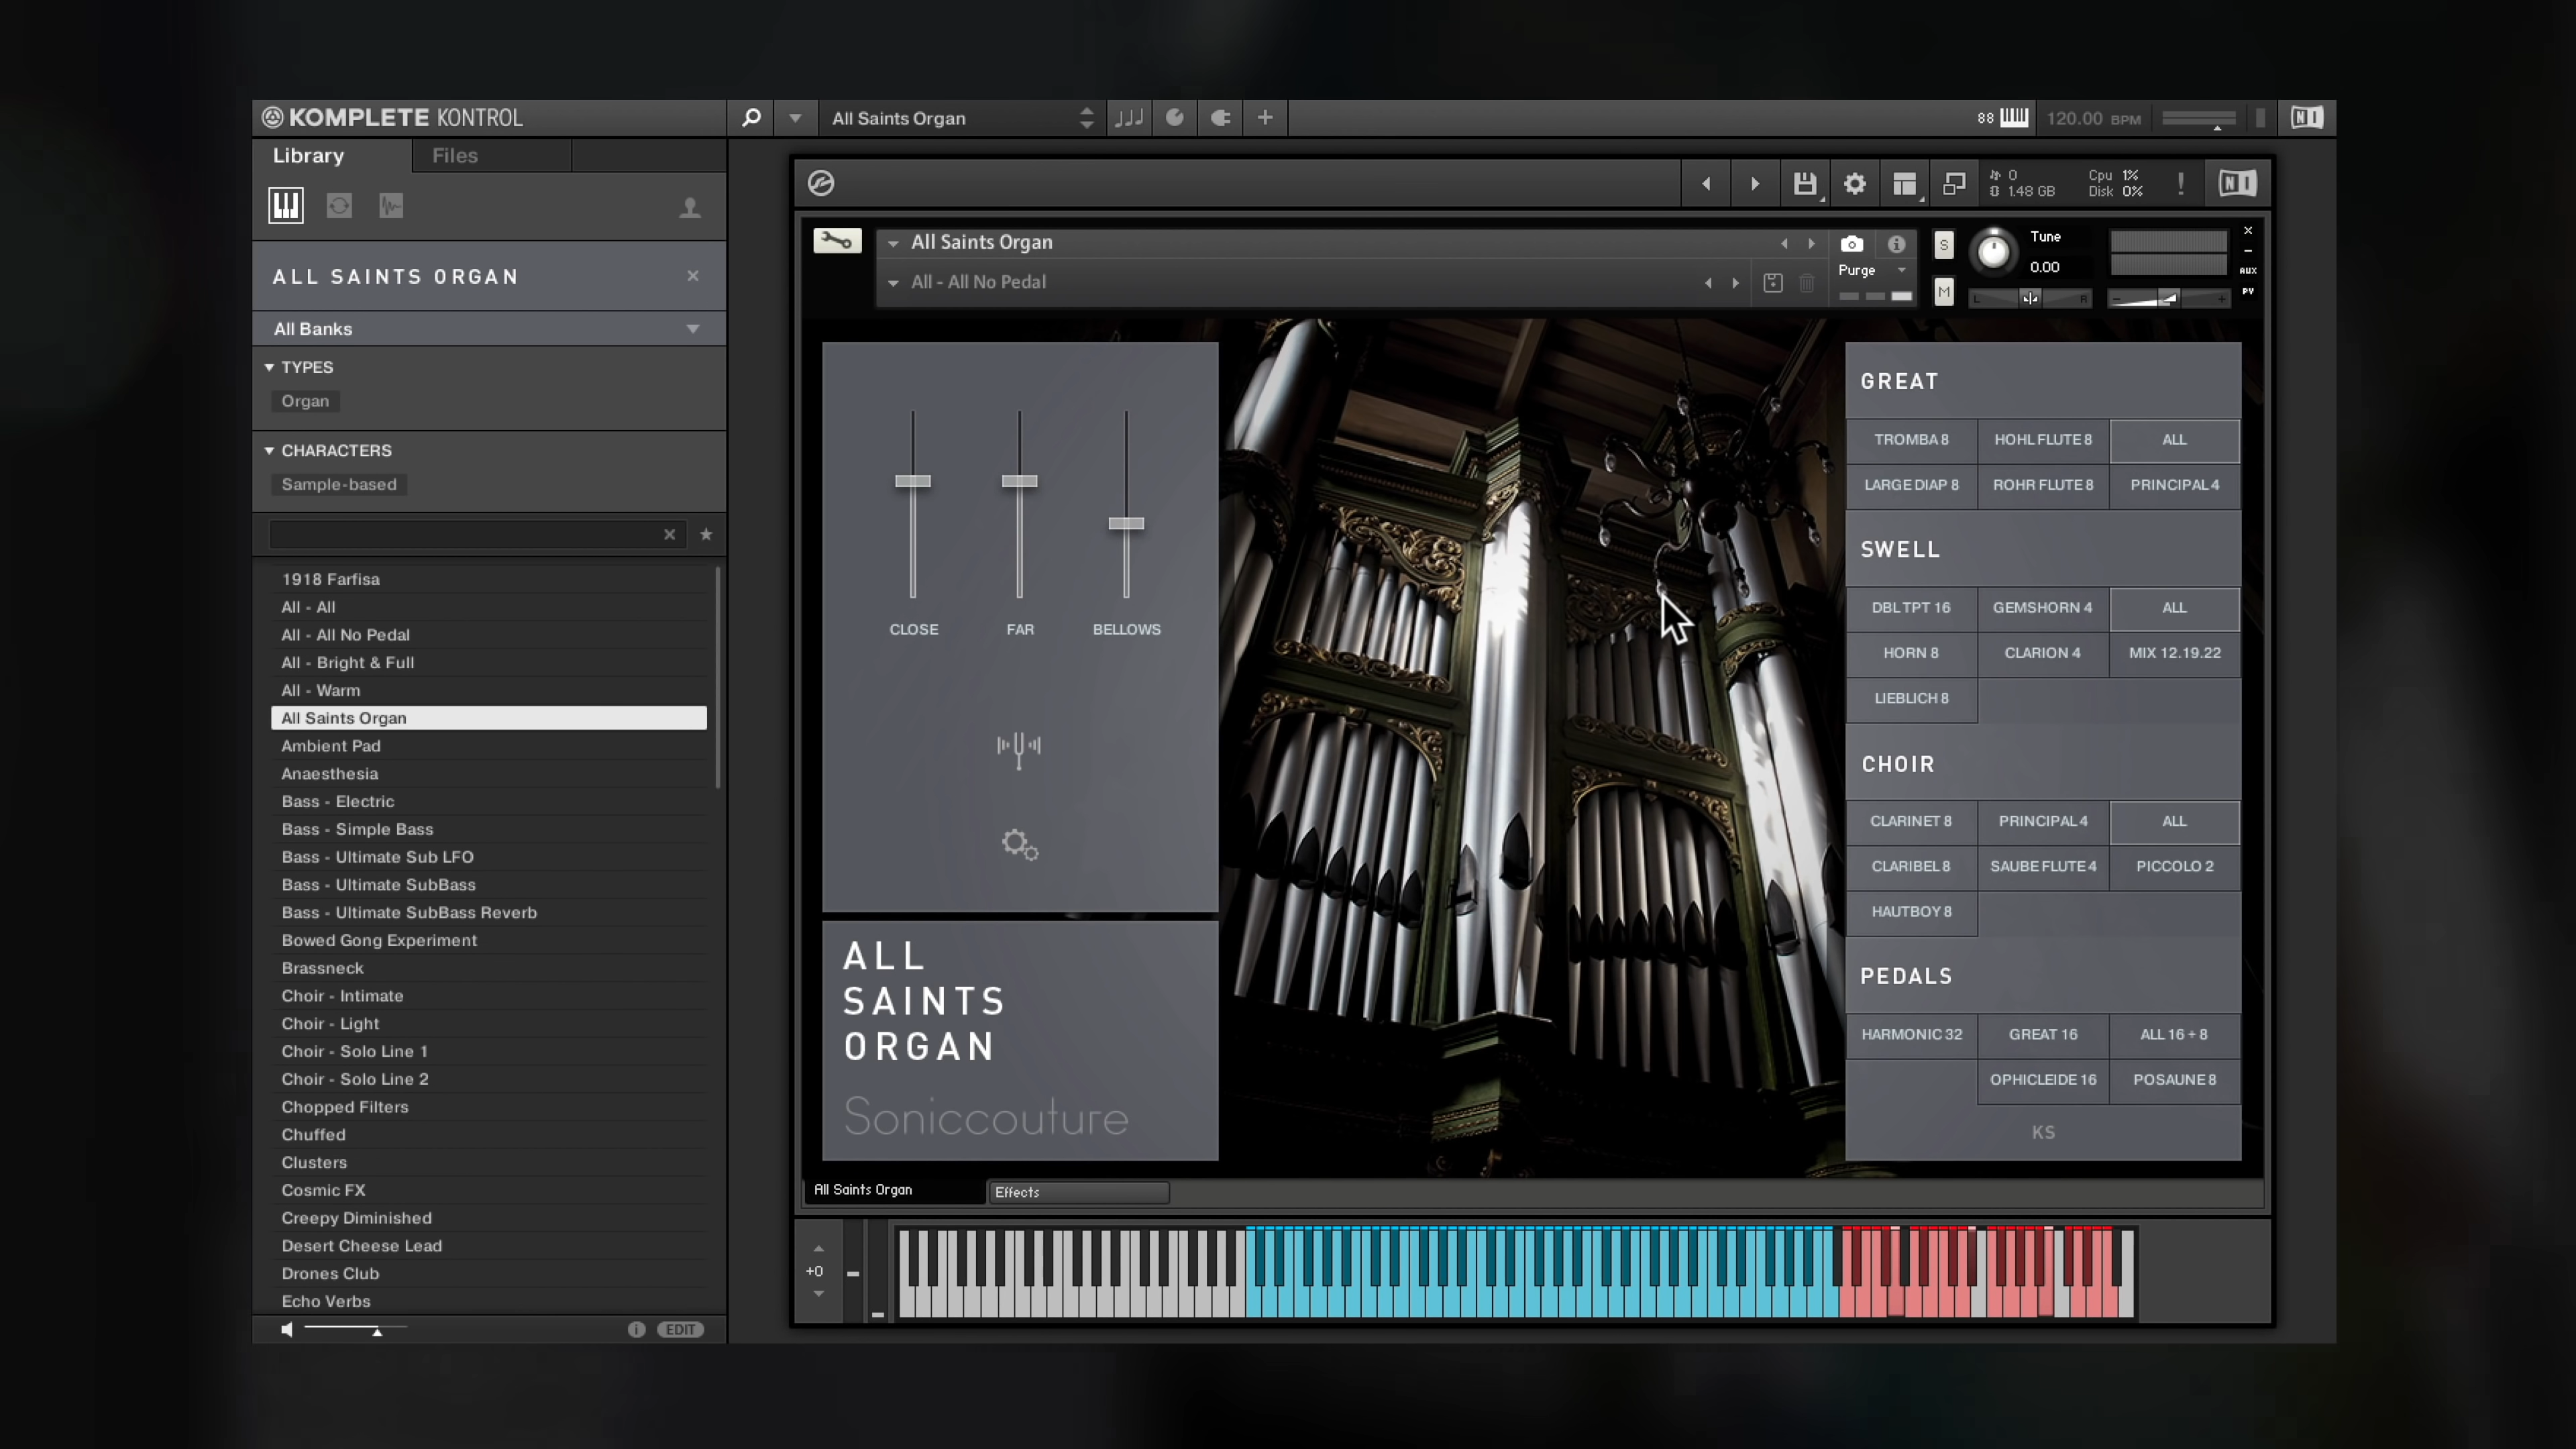 KOMPLETE KONTROL
All Saints Organ
88
120.00 BPM
Library
Files
ALL SAINTS ORGAN
All Banks
TYPES
Organ
CHARACTERS
Sample-based
1918 Farfisa
All - All
All - All No Pedal
All - Bright & Full
All - Warm
All Saints Organ
Ambient Pad
Anaesthesia
Bass - Electric
Bass - Simple Bass
Bass - Ultimate Sub LFO
Bass - Ultimate SubBass
Bass - Ultimate SubBass Reverb
Bowed Gong Experiment
Brassneck
Choir - Intimate
Choir - Light
Choir - Solo Line 1
Choir - Solo Line 2
Chopped Filters
Chuffed
Clusters
Cosmic FX
Creepy Diminished
Desert Cheese Lead
Drones Club
Echo Verbs
EDIT
0
1.48 GB
Cpu 1%
Disk 0%
!
NI
All Saints Organ
All - All No Pedal
Purge
S
M
Tune
0.00
L
R
AUX
PV
CLOSE
FAR
BELLOWS
ALL
SAINTS
ORGAN
Soniccouture
GREAT
TROMBA 8 HOHL FLUTE 8 ALL
LARGE DIAP 8 ROHR FLUTE 8 PRINCIPAL 4
SWELL
DBL TPT 16 GEMSHORN 4 ALL
HORN 8 CLARION 4 MIX 12.19.22
LIEBLICH 8
CHOIR
CLARINET 8 PRINCIPAL 4 ALL
CLARIBEL 8 SAUBE FLUTE 4 PICCOLO 2
HAUTBOY 8
PEDALS
HARMONIC 32 GREAT 16 ALL 16 + 8
OPHICLEIDE 16 POSAUNE 8
KS
All Saints Organ
Effects
+0